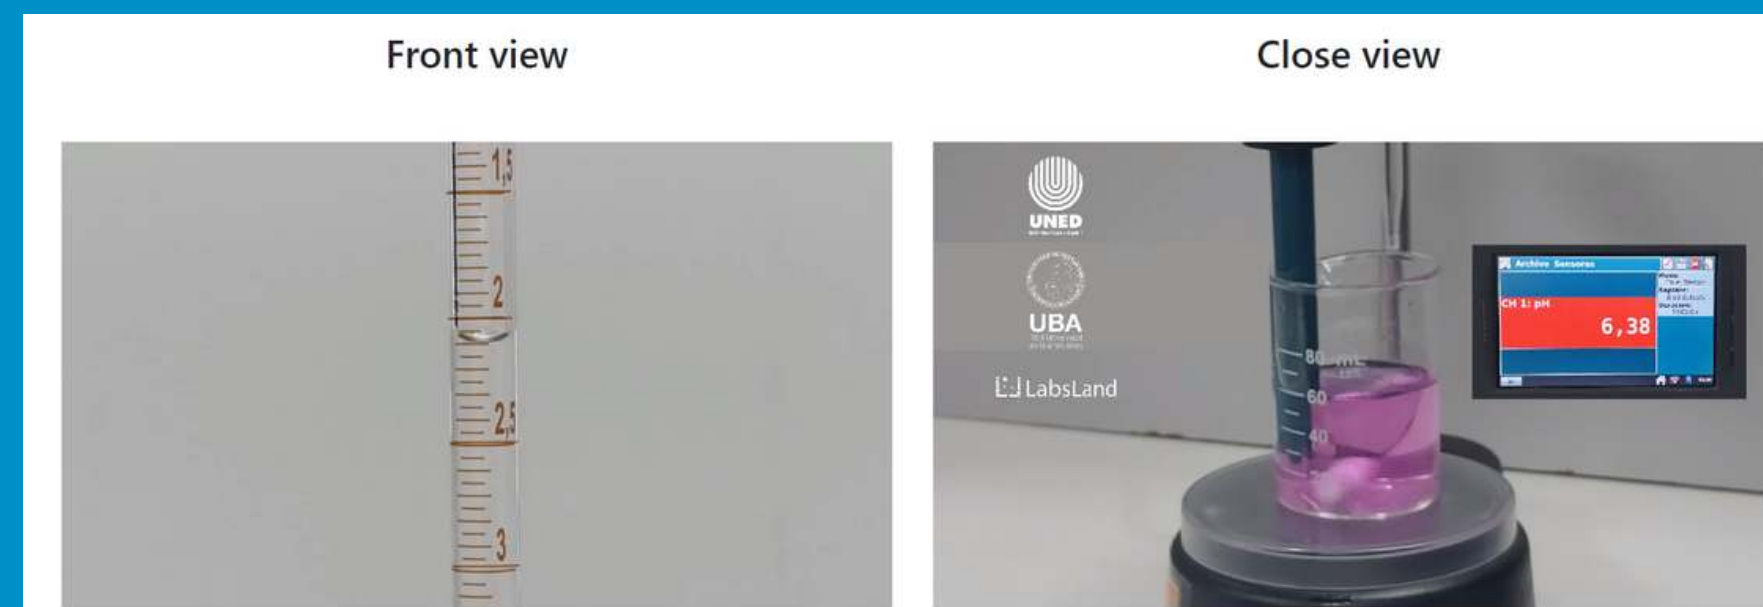 Front view
Close view
1,5
2
2,5
3
UNED
UBA
LabsLand
Archivo Sensores
CH 1: pH
6,38
80
mL
60
40